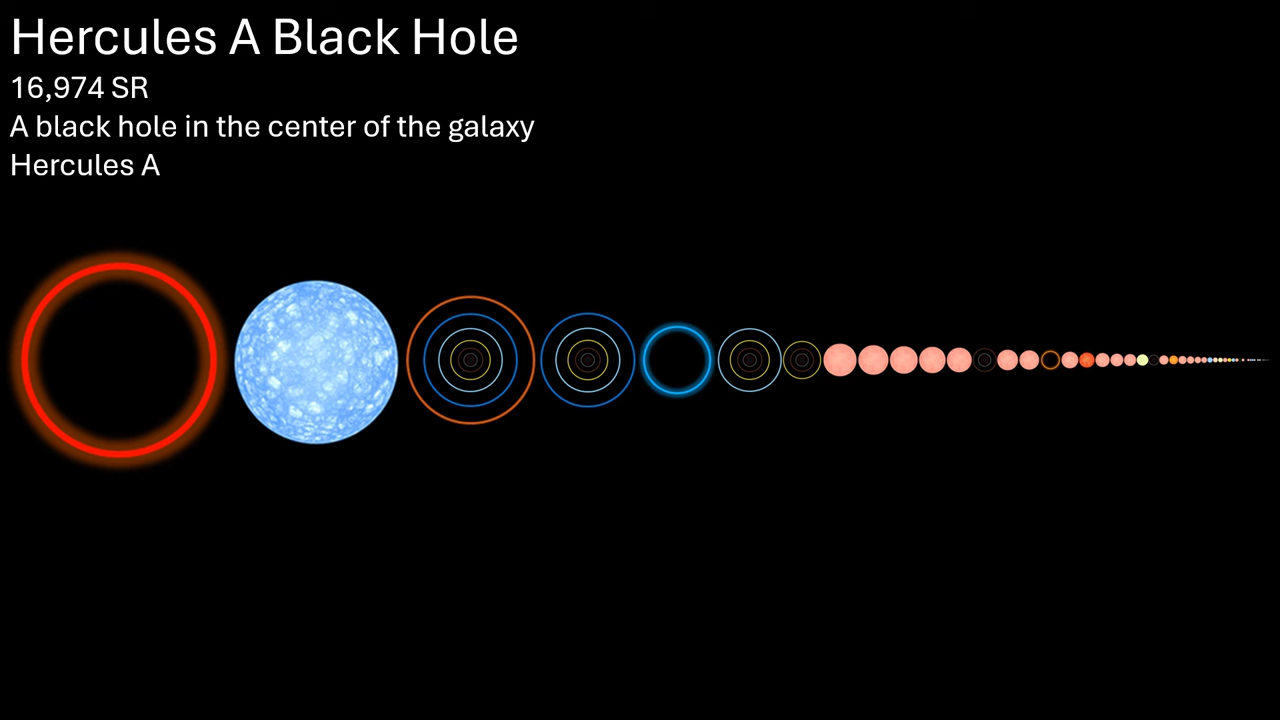 Hercules A Black Hole
16,974 SR
A black hole in the center of the galaxy
Hercules A